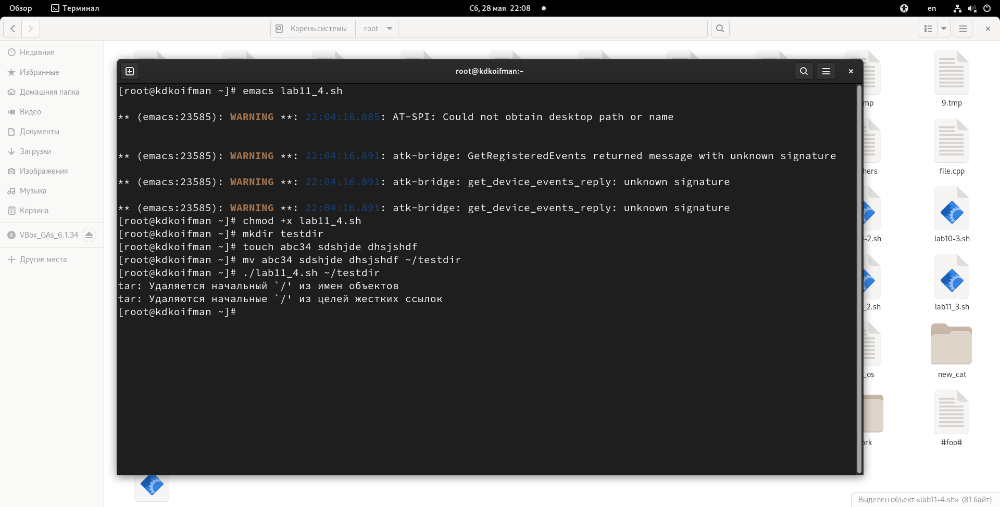 Обзор
Терминал
Сб, 28 мая 22:08
en
Корень системы
root
Недавние
Избранные
Домашняя папка
Видео
Документы
Загрузки
Изображения
Музыка
Корзина
VBox_GAs_6.1.34
Другие места
root@kdkoifman:~
[root@kdkoifman ~]# emacs lab11_4.sh
** (emacs:23585): WARNING **: 22:04:16.885: AT-SPI: Could not obtain desktop path or name
** (emacs:23585): WARNING **: 22:04:16.891: atk-bridge: GetRegisteredEvents returned message with unknown signature
** (emacs:23585): WARNING **: 22:04:16.891: atk-bridge: get_device_events_reply: unknown signature
** (emacs:23585): WARNING **: 22:04:16.891: atk-bridge: get_device_events_reply: unknown signature
[root@kdkoifman ~]# chmod +x lab11_4.sh
[root@kdkoifman ~]# mkdir testdir
[root@kdkoifman ~]# touch abc34 sdshjde dhsjshdf
[root@kdkoifman ~]# mv abc34 sdshjde dhsjshdf ~/testdir
[root@kdkoifman ~]# ./lab11_4.sh ~/testdir
tar: Удаляется начальный `/' из имен объектов
tar: Удаляются начальные `/' из целей жестких ссылок
[root@kdkoifman ~]#
mp
9.tmp
hers
file.cpp
-2.sh
lab10-3.sh
_2.sh
lab11_3.sh
_os
new_cat
ork
#foo#
Выделен объект «lab11-4.sh» (81 байт)